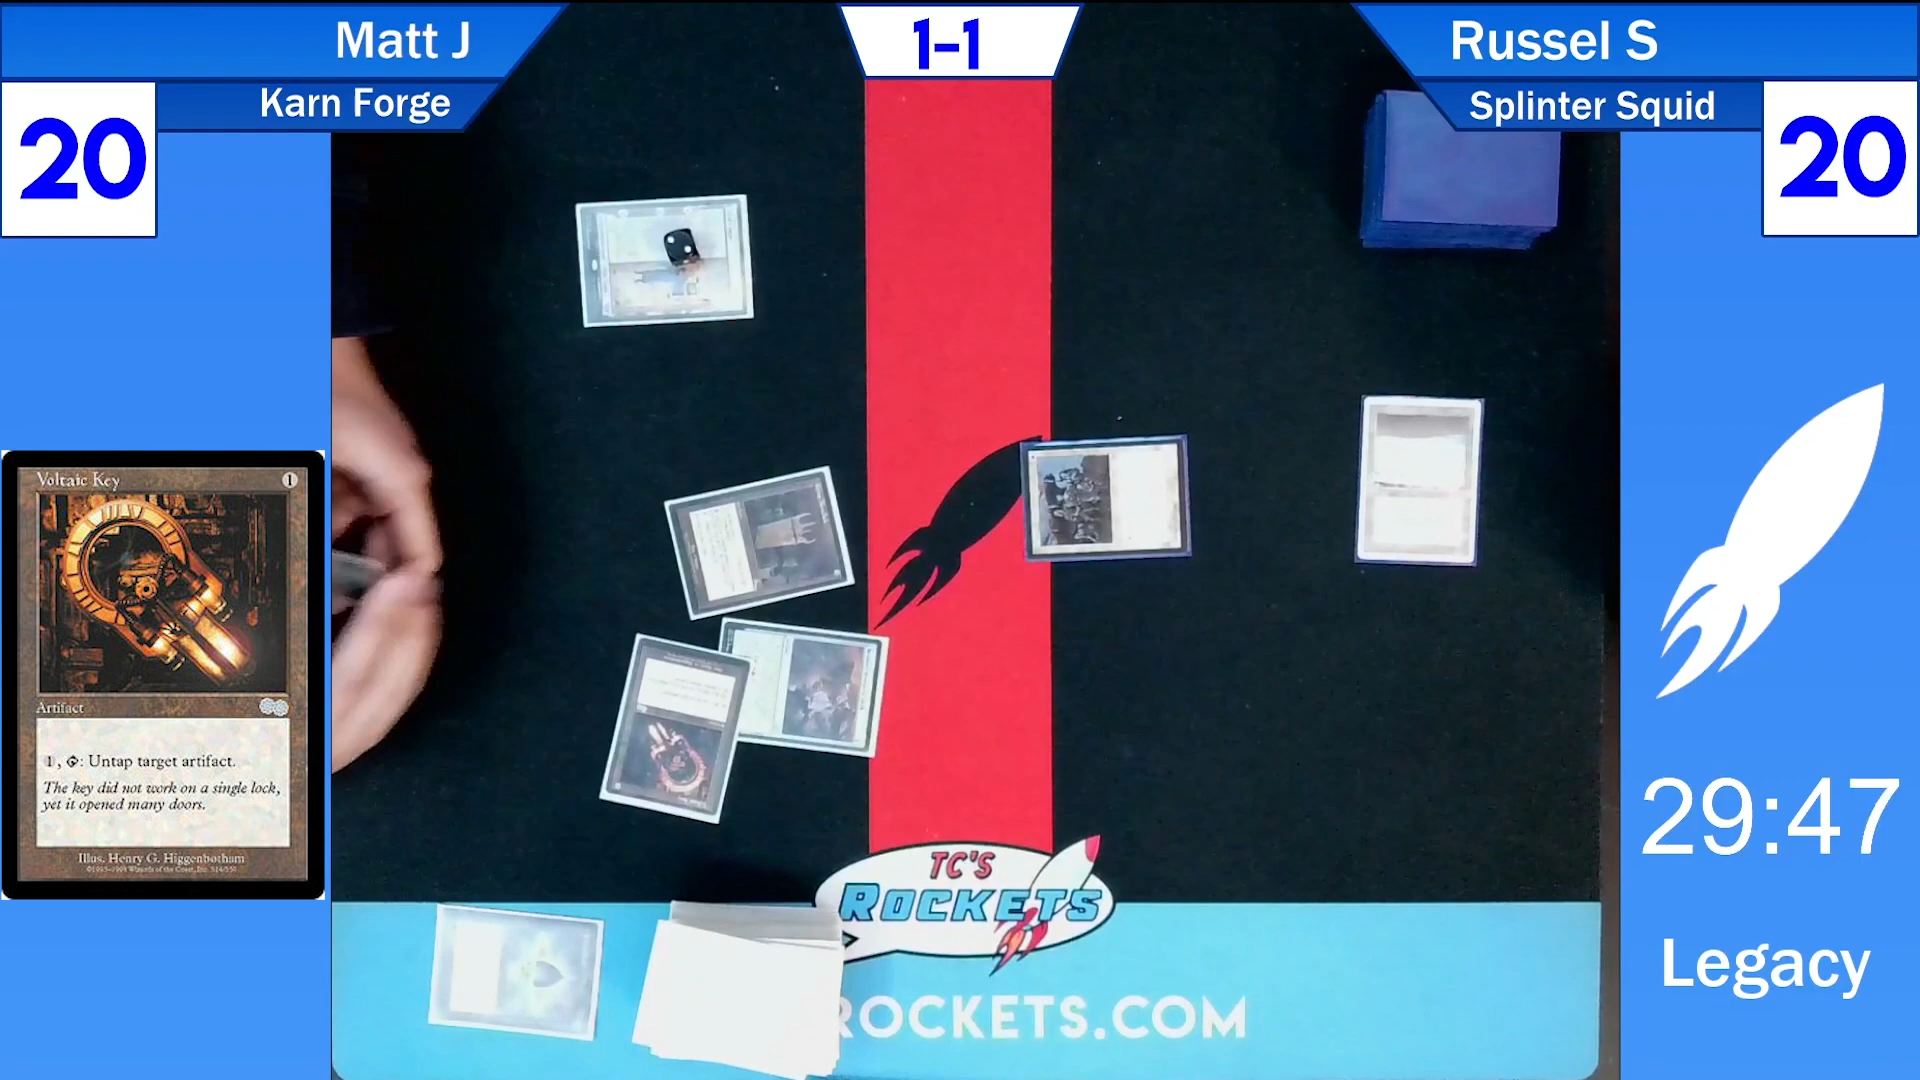 Matt J
1-1
Russel S
Karn Forge
Splinter Squid
20
20
Voltaic Key 1
Artifact
1, : Untap target artifact.
The key did not work on a single lock,
yet it opened many doors.
Illus. Henry G. Higgenbotham
29:47
Legacy
TC'S
ROCKETS
ROCKETS.COM